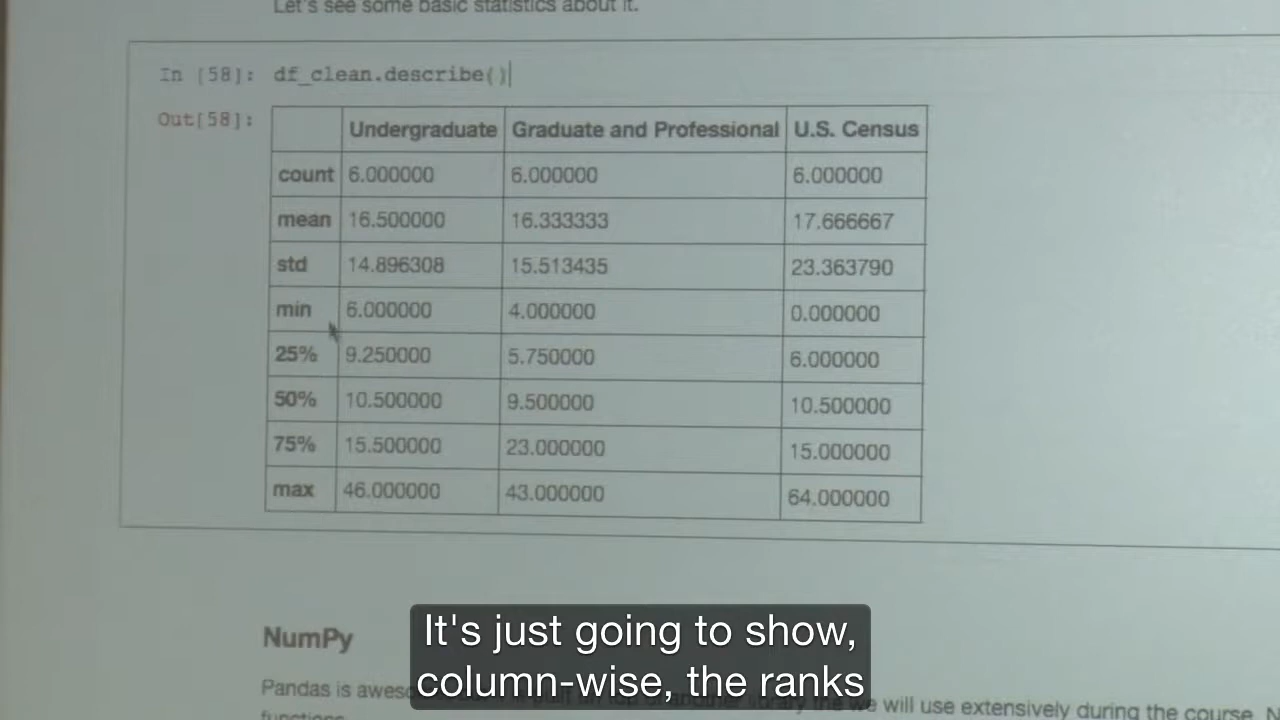 Let's see some basic statistics about it.
In [58]: df_clean.describe()
Out[58]:
Undergraduate Graduate and Professional U.S. Census
count 6.000000 6.000000 6.000000
mean 16.500000 16.333333 17.666667
std 14.896308 15.513435 23.363790
min 6.000000 4.000000 0.000000
25% 9.250000 5.750000 6.000000
50% 10.500000 9.500000 10.500000
75% 15.500000 23.000000 15.000000
max 46.000000 43.000000 64.000000
NumPy
It's just going to show,
column-wise, the ranks
Pandas is we will use extensively during the course.